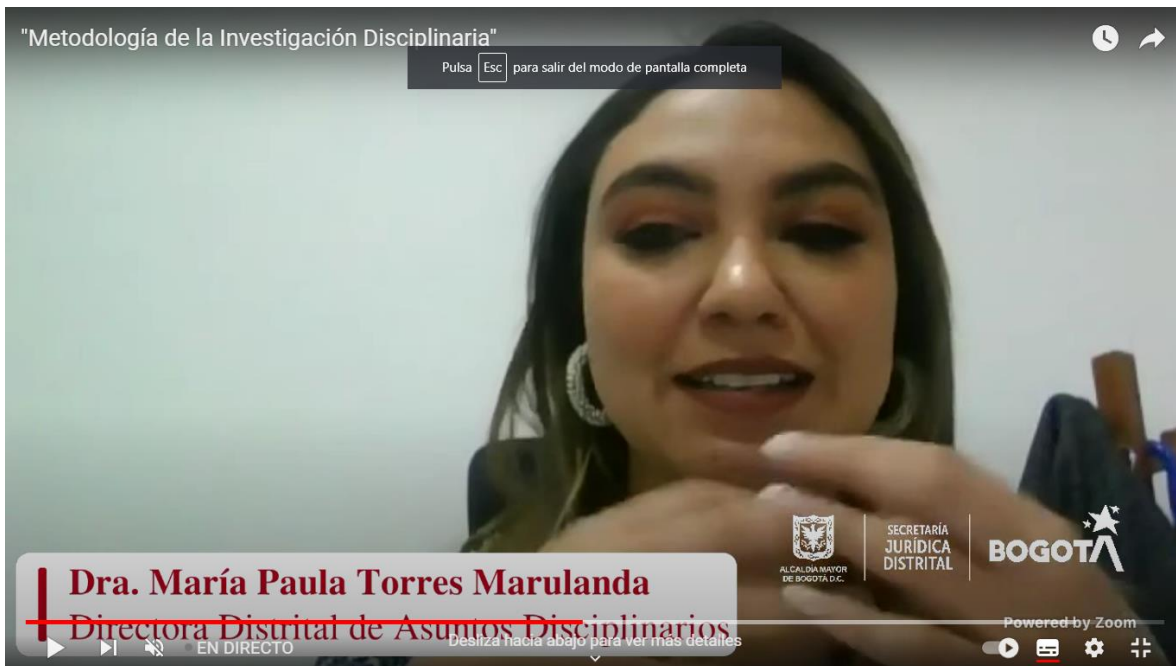 "Metodología de la Investigación Disciplinaria"
Pulsa Esc para salir del modo de pantalla completa
ALCALDÍA MAYOR
DE BOGOTÁ D.C.
SECRETARÍA
JURÍDICA
DISTRITAL
BOGOTÁ
Dra. María Paula Torres Marulanda
Directora Distrital de Asuntos Disciplinarios
Desliza hacia abajo para ver más detalles
Powered by Zoom
EN DIRECTO